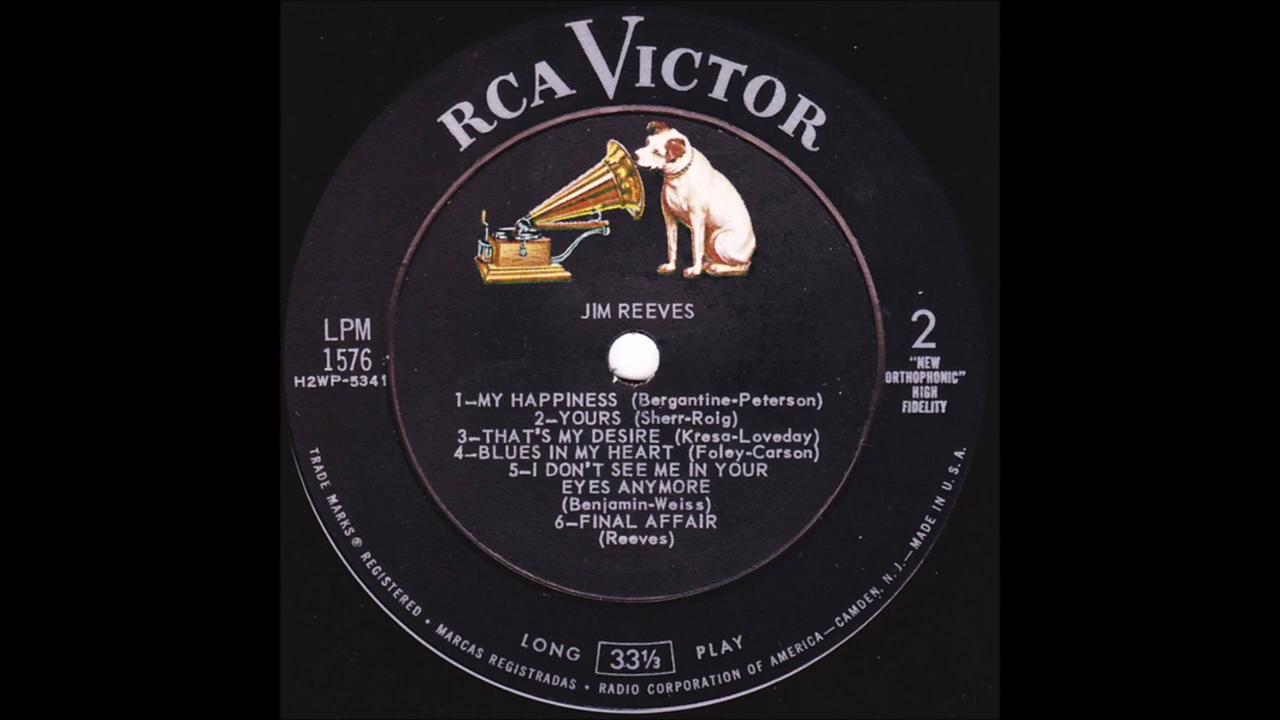 RCA VICTOR
JIM REEVES
LPM
1576
H2WP-5341
2
"NEW
ORTHOPHONIC"
HIGH
FIDELITY
1-MY HAPPINESS (Bergantine-Peterson)
2-YOURS (Sherr-Roig)
3-THAT'S MY DESIRE (Kresa-Loveday)
4-BLUES IN MY HEART (Foley-Carson)
5-I DON'T SEE ME IN YOUR
EYES ANYMORE
(Benjamin-Weiss)
6-FINAL AFFAIR
(Reeves)
LONG 33⅓ PLAY
TRADE MARKS ® REGISTERED • MARCAS REGISTRADAS • RADIO CORPORATION OF AMERICA—CAMDEN, N. J.—MADE IN U. S. A.